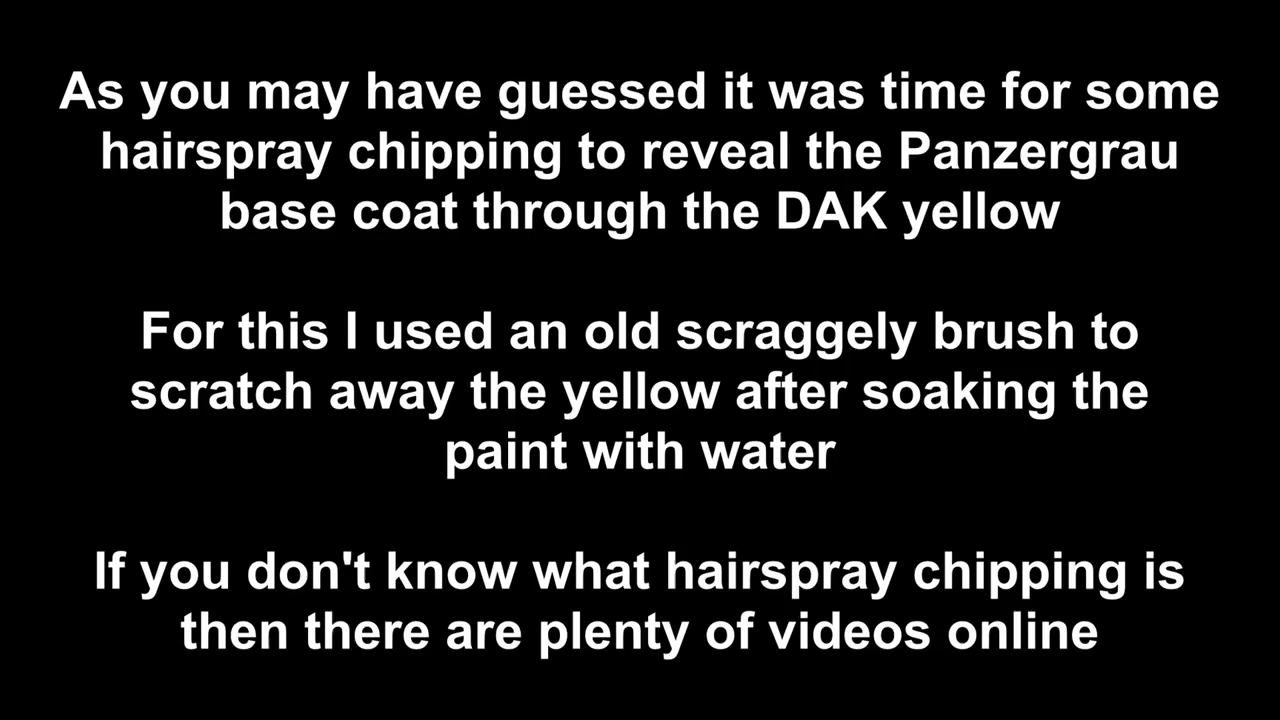 As you may have guessed it was time for some
hairspray chipping to reveal the Panzergrau
base coat through the DAK yellow
For this I used an old scraggely brush to
scratch away the yellow after soaking the
paint with water
If you don't know what hairspray chipping is
then there are plenty of videos online